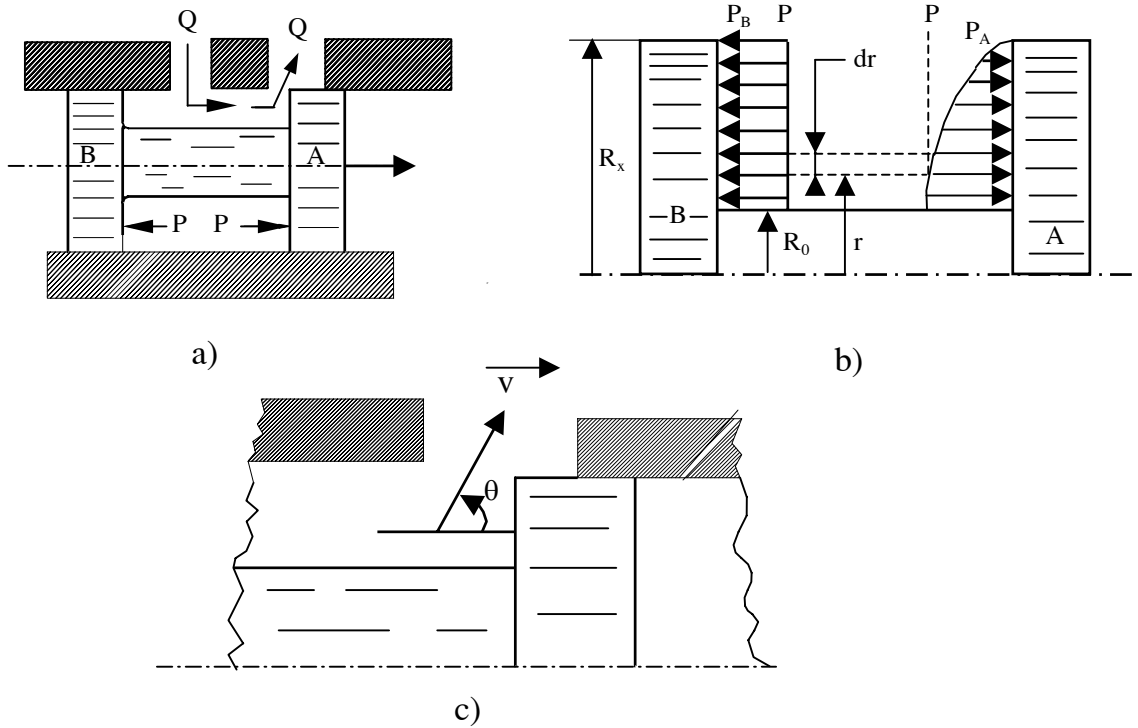 Q Q
B A
P P
a)
P_B P P P_A
dr
R_x
B R_0 r A
b)
v
θ
c)